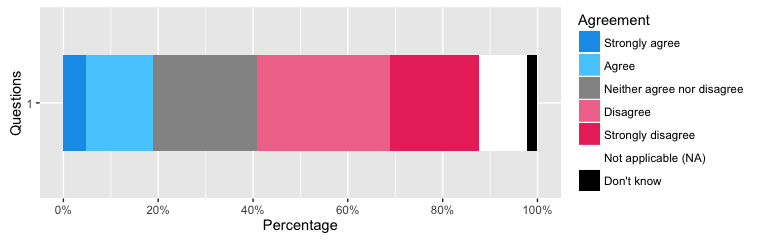 Questions
1
0%
20%
40%
60%
80%
100%
Percentage
Agreement
Strongly agree
Agree
Neither agree nor disagree
Disagree
Strongly disagree
Not applicable (NA)
Don't know